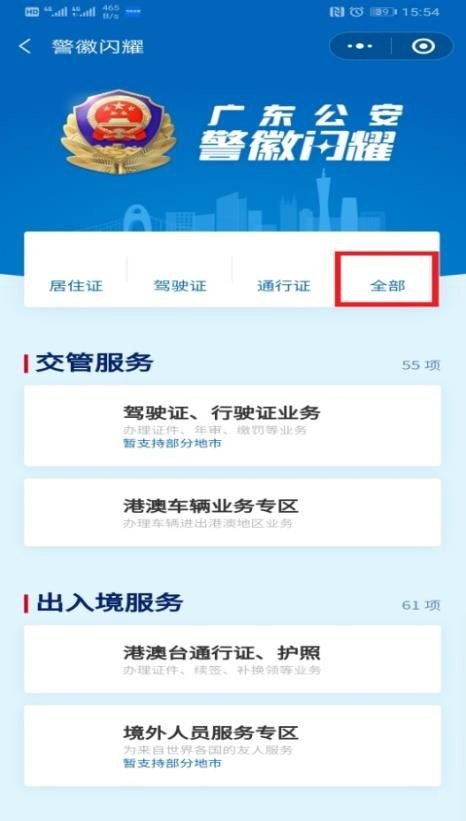 HD 4G 4G 465 B/s 39 15:54
警徽闪耀
广东公安
警徽闪耀
居住证 驾驶证 通行证 全部
交管服务 55 项
驾驶证、行驶证业务
办理证件、年审、缴罚等业务
暂支持部分地市
港澳车辆业务专区
办理车辆进出港澳地区业务
出入境服务 61 项
港澳台通行证、护照
办理证件、续签、补换领等业务
境外人员服务专区
为来自世界各国的友人服务
暂支持部分地市